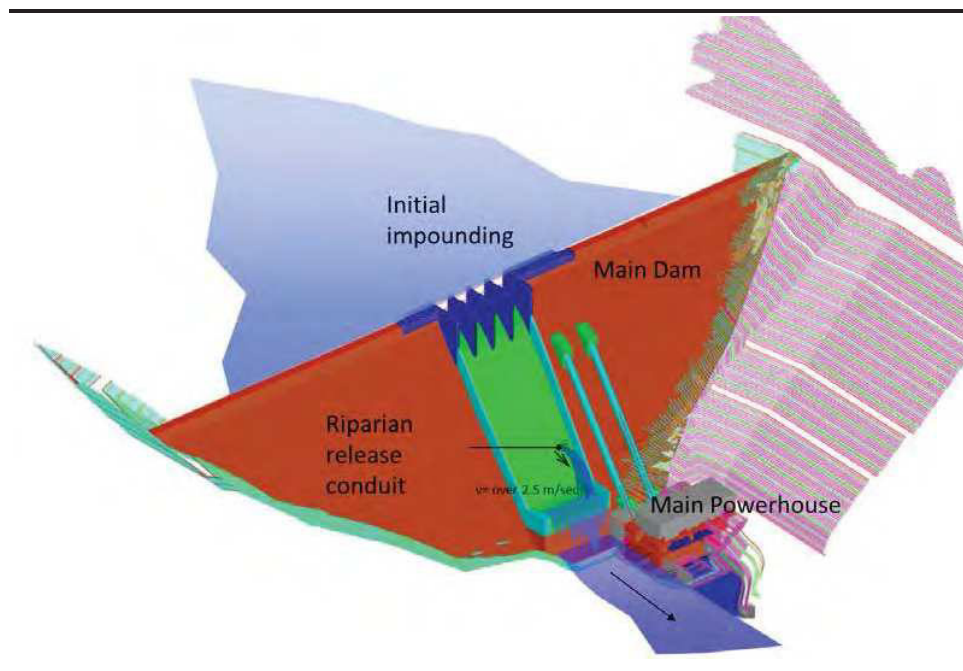 Initial
impounding
Main Dam
Riparian
release
conduit
v= over 2.5 m/sec
Main Powerhouse